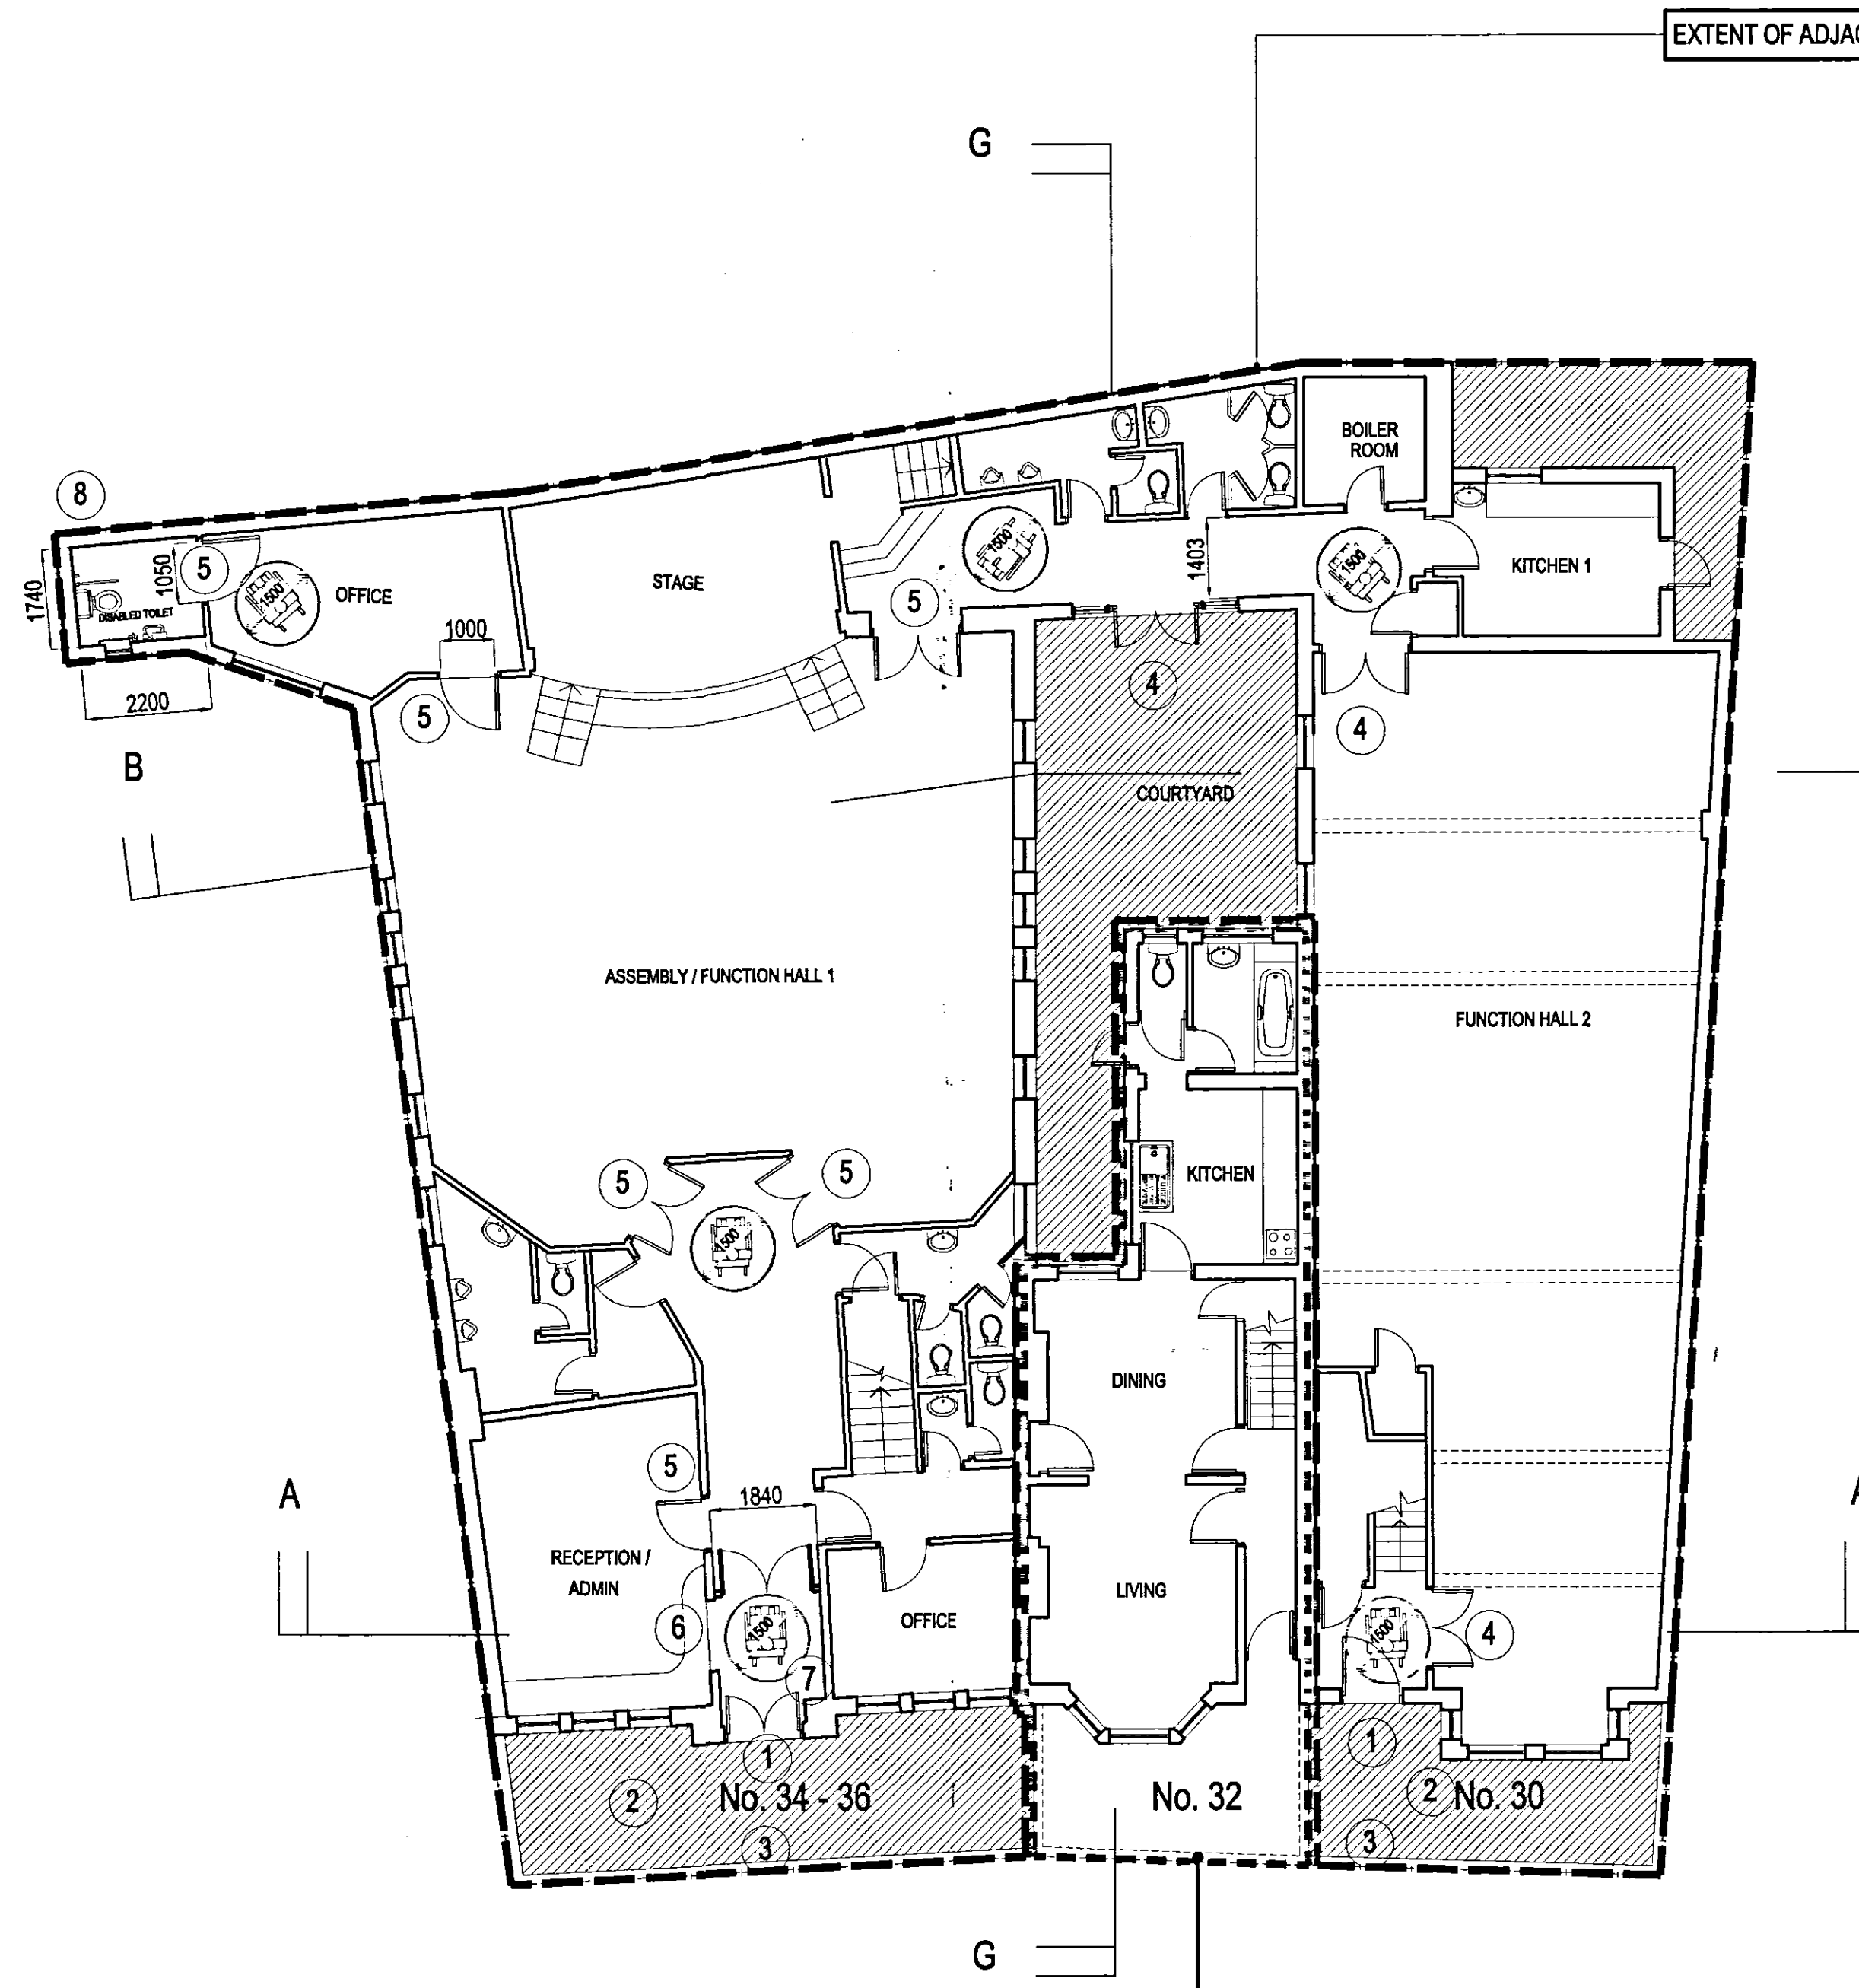 EXTENT OF ADJA
G
8
BOILER
ROOM
1740
1050
5
1500
OFFICE
DISABLED TOILET
2200
1000
5
STAGE
1500
5
1403
1500
KITCHEN 1
4
4
B
COURTYARD
ASSEMBLY / FUNCTION HALL 1
FUNCTION HALL 2
5
5
1500
KITCHEN
DINING
A
5
1840
RECEPTION /
ADMIN
6
1500
7
OFFICE
LIVING
1500
4
A
1
2
No. 34 - 36
3
No. 32
1
2
No. 30
3
G